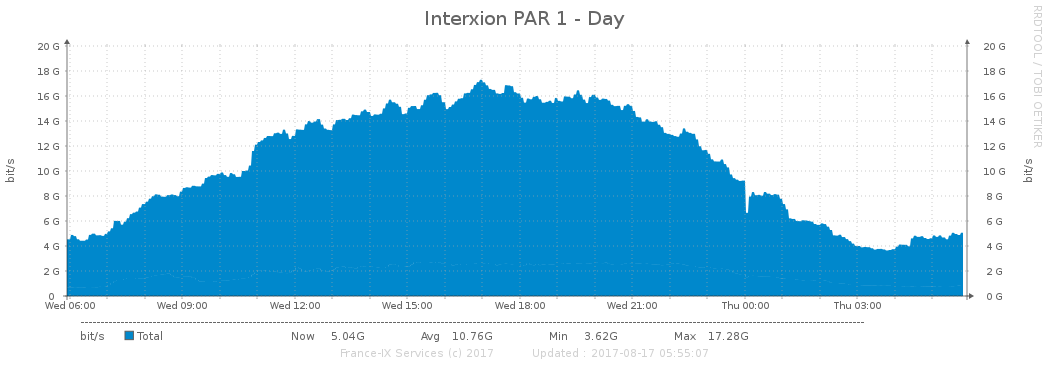 Interxion PAR 1 - Day
RRDTOOL / TOBI OETIKER
bit/s
bit/s
20 G 20 G
18 G 18 G
16 G 16 G
14 G 14 G
12 G 12 G
10 G 10 G
8 G 8 G
6 G 6 G
4 G 4 G
2 G 2 G
0 0 G
Wed 06:00 Wed 09:00 Wed 12:00 Wed 15:00 Wed 18:00 Wed 21:00 Thu 00:00 Thu 03:00
bit/s Total Now 5.04G Avg 10.76G Min 3.62G Max 17.28G
France-IX Services (c) 2017 Updated : 2017-08-17 05:55:07